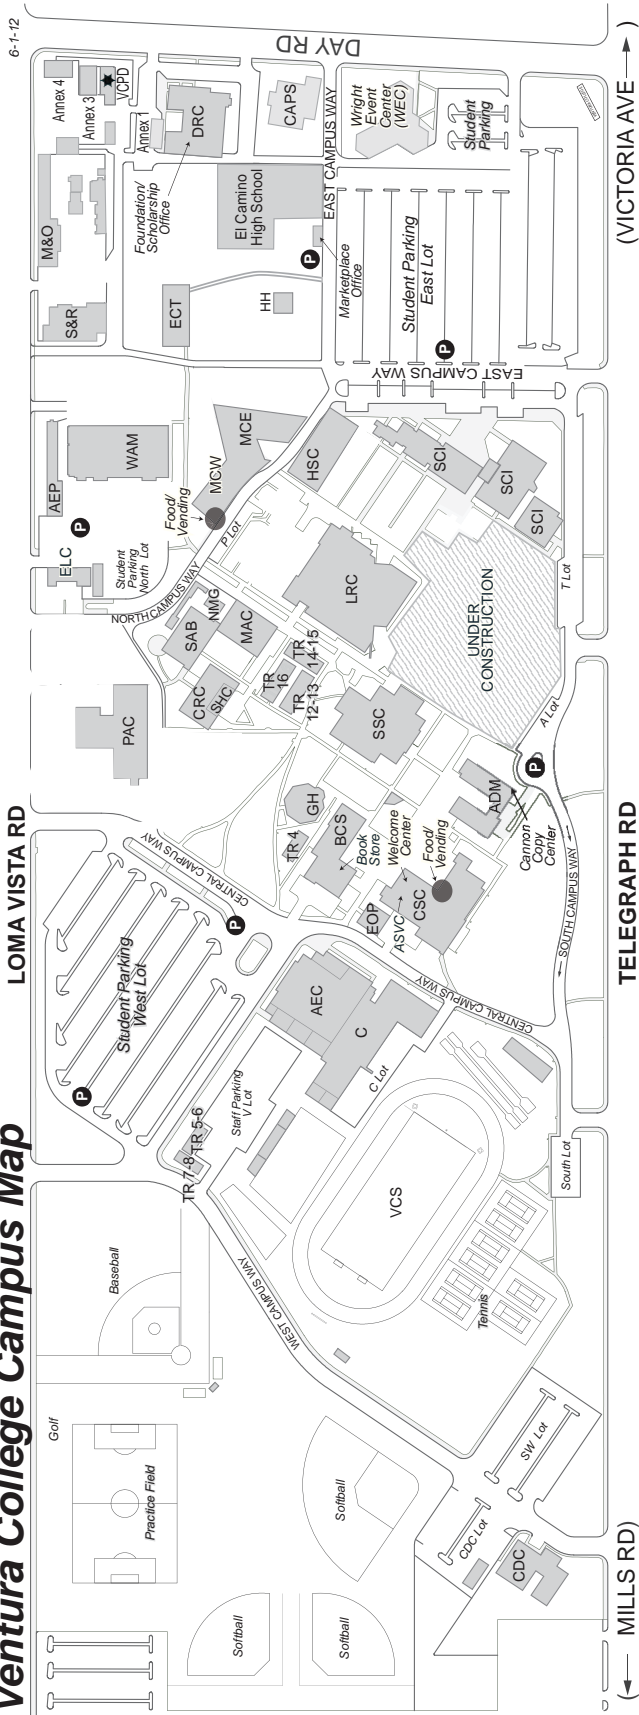 Ventura College Campus Map
6-1-12
LOMA VISTA RD
DAY RD
TELEGRAPH RD
(VICTORIA AVE → )
(← MILLS RD)
Annex 4
Annex 3
VCPD
Annex 1
DRC
Foundation/
Scholarship
Office
CAPS
Wright
Event
Center
(WEC)
Student
Parking
M&O
S&R
El Camino
High School
EAST CAMPUS WAY
P
Marketplace
Office
ECT
HH
Student Parking
East Lot
P
EAST CAMPUS WAY
AEP
WAM
P
ELC
Student
Parking
North Lot
NORTH CAMPUS WAY
Food/
Vending
MCW
MCE
P Lot
HSC
SCI
SCI
SCI
T Lot
LRC
UNDER
CONSTRUCTION
NMG
SAB
MAC
CRC
SHC
TR
16
TR
14-15
TR
12-13
PAC
SSC
A Lot
P
ADM
Cannon
Copy
Center
GH
TR 4
BCS
Book
Store
Welcome
Center
Food/
Vending
CSC
ASVC
EOP
CENTRAL CAMPUS WAY
P
← SOUTH CAMPUS WAY →
CENTRAL CAMPUS WAY
Student Parking
West Lot
P
AEC
C
C Lot
Staff Parking
V Lot
TR 5-6
TR 7-8
VCS
South Lot
Tennis
WEST CAMPUS WAY
Baseball
Golf
Practice Field
Softball
Softball
Softball
SW Lot
CDC Lot
CDC